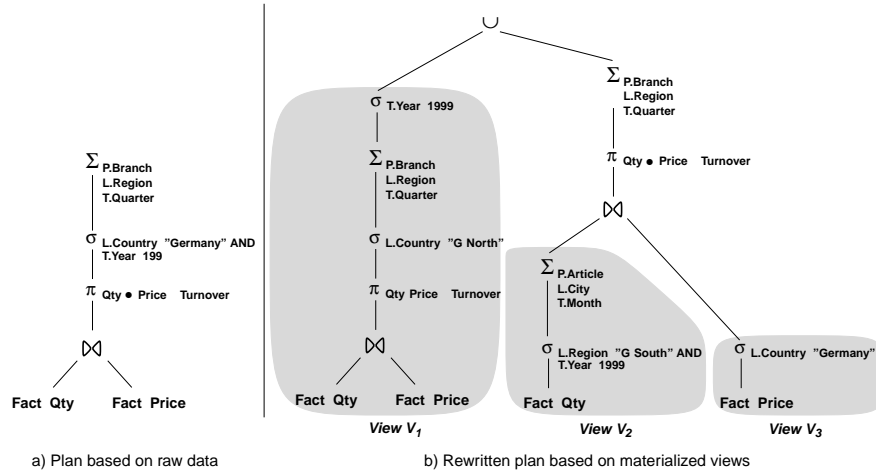 Σ P.Branch
L.Region
T.Quarter
σ L.Country "Germany" AND
T.Year 199
π Qty • Price Turnover
⋈
Fact Qty Fact Price
a) Plan based on raw data
∪
σ T.Year 1999
Σ P.Branch
L.Region
T.Quarter
σ L.Country "G North"
π Qty Price Turnover
⋈
Fact Qty Fact Price
View V1
Σ P.Branch
L.Region
T.Quarter
π Qty • Price Turnover
⋈
Σ P.Article
L.City
T.Month
σ L.Region "G South" AND
T.Year 1999
Fact Qty
View V2
σ L.Country "Germany"
Fact Price
View V3
b) Rewritten plan based on materialized views